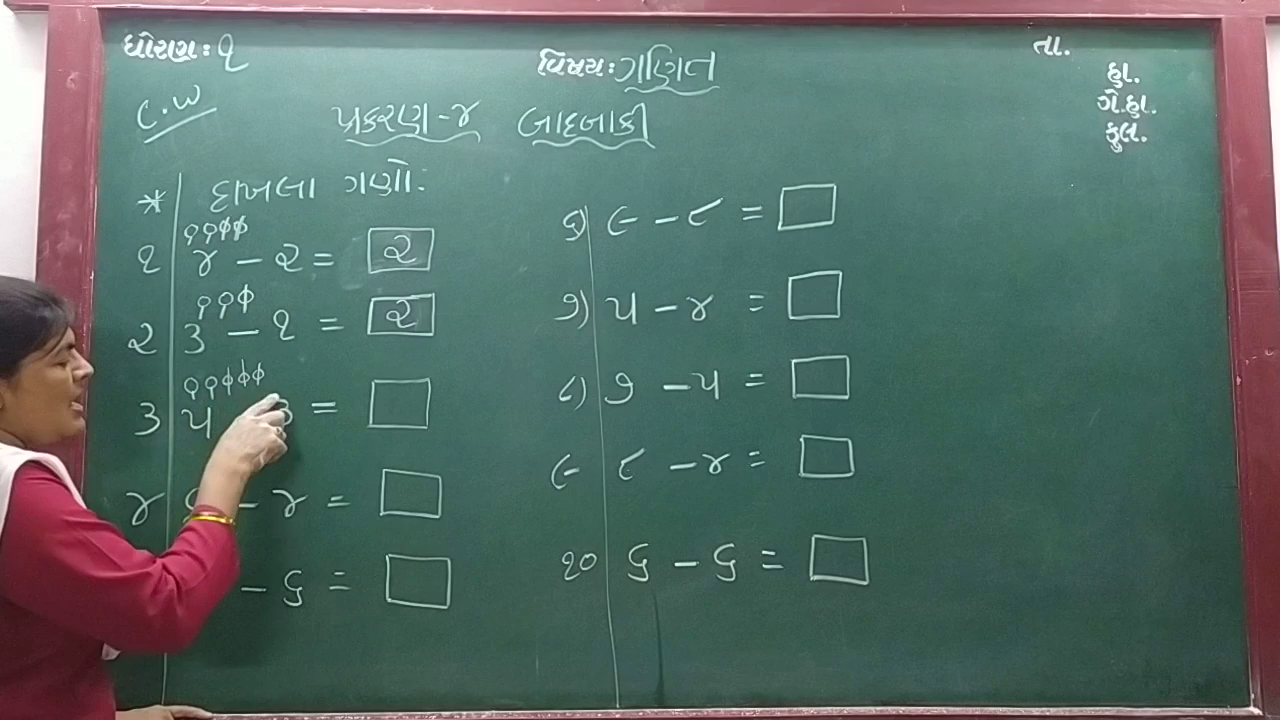 ધોરણ: ૧
વિષય: ગણિત
તા.
હા.
ગે.હા.
કુલ.
C.W
પ્રકરણ-૪ બાદબાકી
* દાખલા ગણો:
૧ ૪ - ૨ = ૨
૨ ૩ - ૧ = ૨
૩ ૫ ૩ =
૪ - ૪ =
- ૬ =
૬) ૯ - ૮ =
૭) ૫ - ૪ =
૮) ૭ - ૫ =
૯ ૮ - ૪ =
૧૦ ૬ - ૬ =